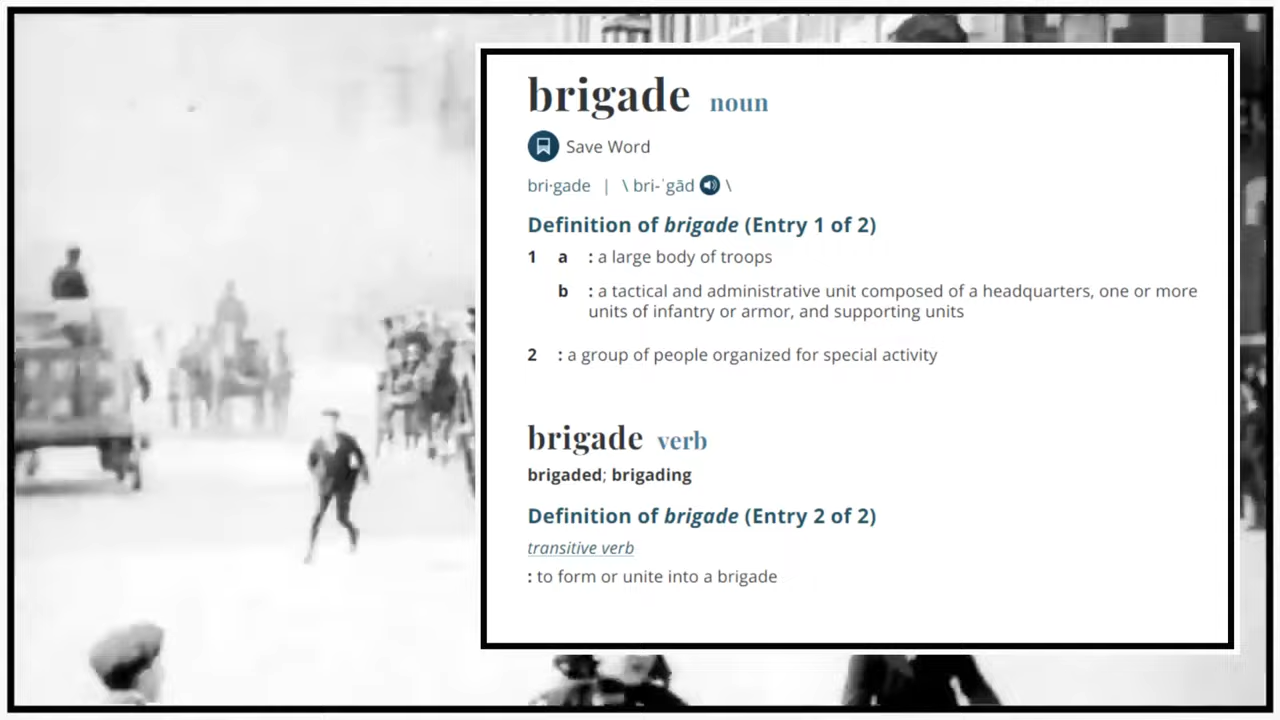 brigade noun
Save Word
bri·gade | \ bri-ˈgād \
Definition of brigade (Entry 1 of 2)
1 a : a large body of troops
b : a tactical and administrative unit composed of a headquarters, one or more
units of infantry or armor, and supporting units
2 : a group of people organized for special activity
brigade verb
brigaded; brigading
Definition of brigade (Entry 2 of 2)
transitive verb
: to form or unite into a brigade